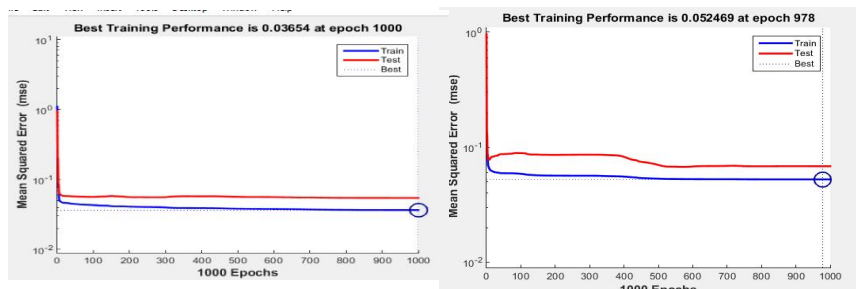 Best Training Performance is 0.03654 at epoch 1000
Train
Test
Best
Mean Squared Error (mse)
10^1
10^0
10^-1
10^-2
0 100 200 300 400 500 600 700 800 900 1000
1000 Epochs
Best Training Performance is 0.052469 at epoch 978
Train
Test
Best
Mean Squared Error (mse)
10^0
10^-1
10^-2
0 100 200 300 400 500 600 700 800 900 1000
1000 Epochs